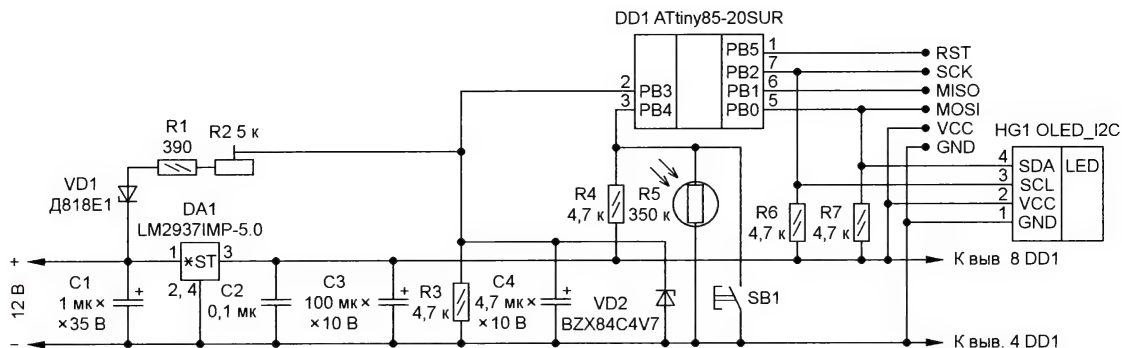 DD1 ATtiny85-20SUR
PB5 1 RST
PB2 7 SCK
2 PB3 PB1 6 MISO
3 PB4 PB0 5 MOSI
VCC
GND
HG1 OLED_I2C
4 SDA LED
3 SCL
2 VCC
1 GND
R1
390
R2 5 к
VD1
Д818Е1
DA1
LM2937IMP-5.0
1 *ST 3
2, 4
R4
4,7 к
R5
350 к
R6
4,7 к
R7
4,7 к
+
12 В
–
C1
1 мк ×
×35 В
+
C2
0,1 мк
C3
100 мк ×
×10 В
+
R3
4,7 к
C4
4,7 мк ×
×10 В
+
VD2
BZX84C4V7
SB1
К выв. 8 DD1
К выв. 4 DD1